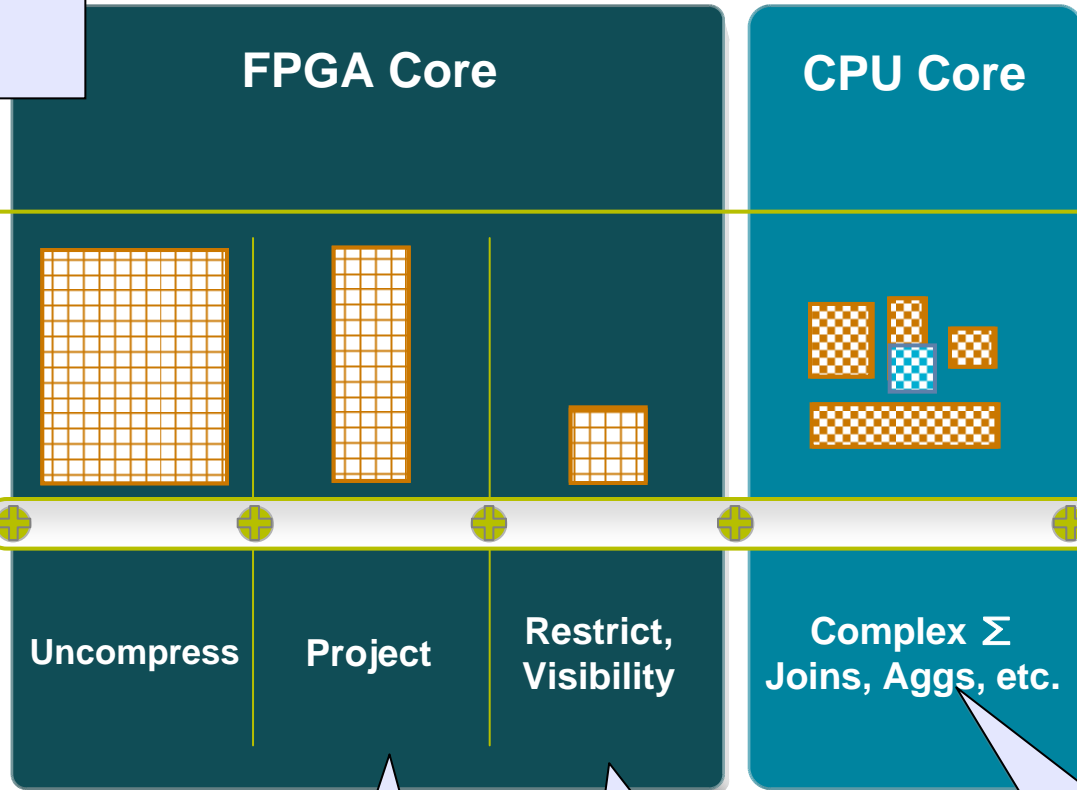 FPGA Core
CPU Core
Uncompress
Project
Restrict,
Visibility
Complex ∑
Joins, Aggs, etc.